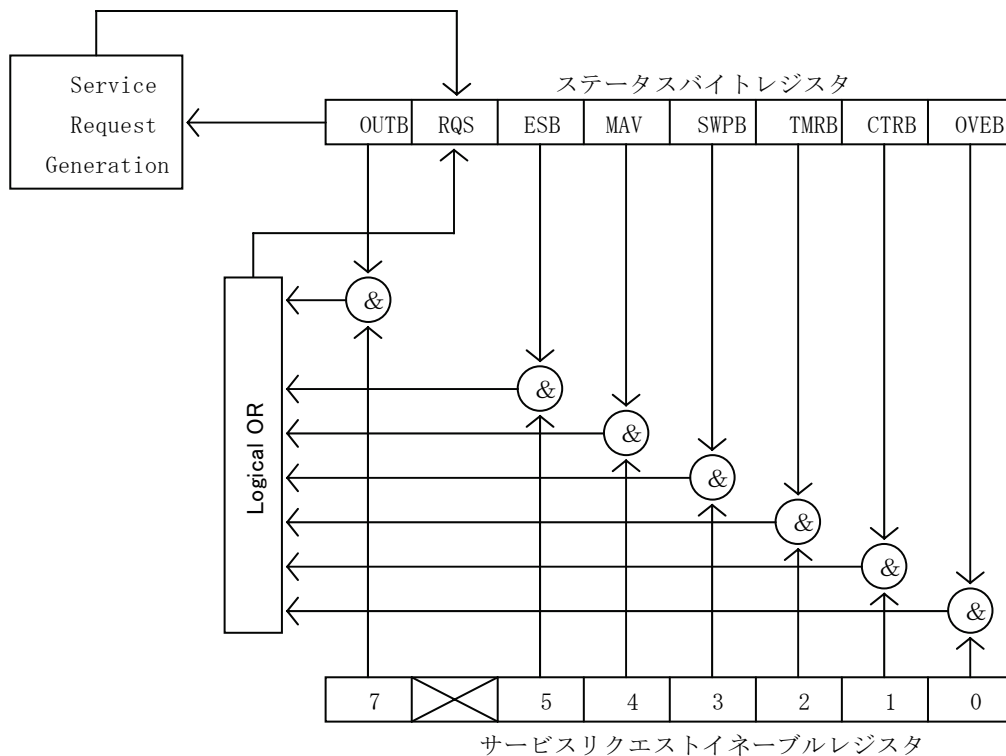 Service
Request
Generation
ステータスバイトレジスタ
OUTB RQS ESB MAV SWPB TMRB CTRB OVEB
&
&
&
&
&
&
&
Logical OR
7 5 4 3 2 1 0
サービスリクエストイネーブルレジスタ